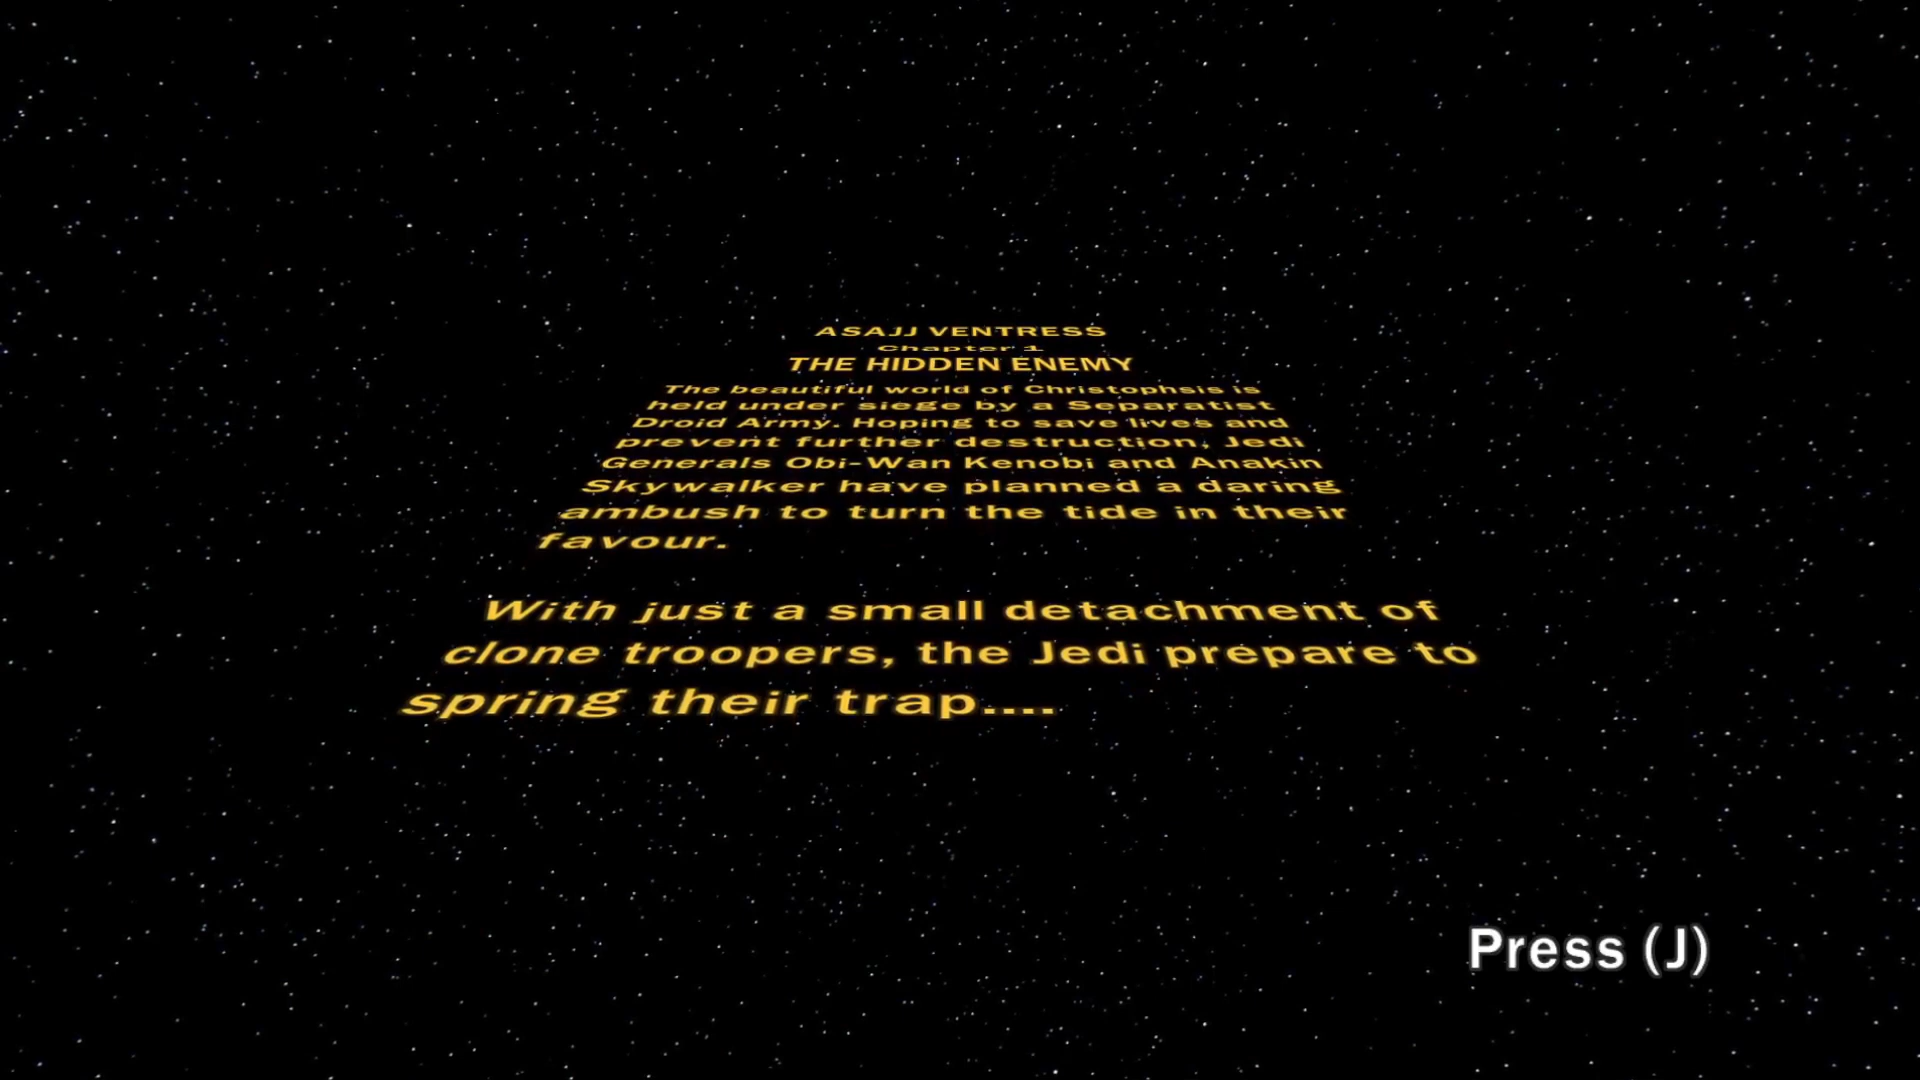 ASAJJ VENTRESS
Chapter 1
THE HIDDEN ENEMY
The beautiful world of Christophsis is
held under siege by a Separatist
Droid Army. Hoping to save lives and
prevent further destruction, Jedi
Generals Obi-Wan Kenobi and Anakin
Skywalker have planned a daring
ambush to turn the tide in their
favour.
With just a small detachment of
clone troopers, the Jedi prepare to
spring their trap....
Press (J)